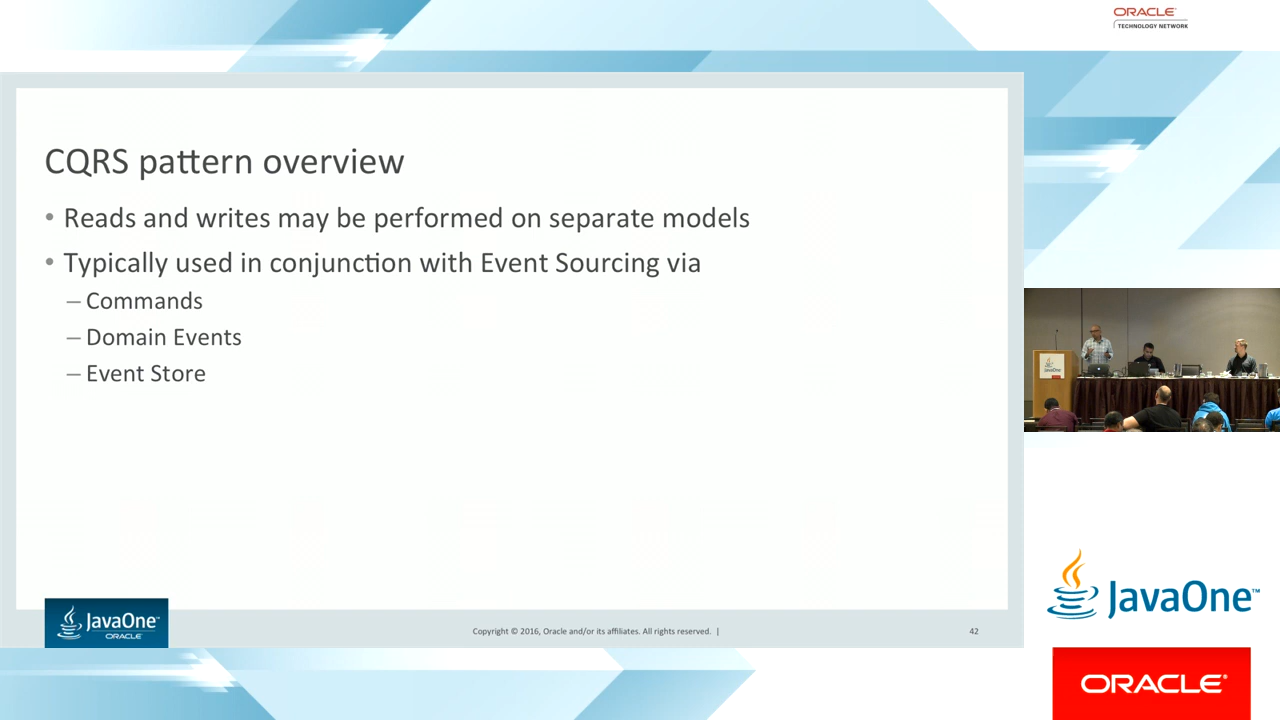 ORACLE
TECHNOLOGY NETWORK
CQRS pattern overview
• Reads and writes may be performed on separate models
• Typically used in conjunction with Event Sourcing via
– Commands
– Domain Events
– Event Store
JavaOne™
ORACLE
Copyright © 2016, Oracle and/or its affiliates. All rights reserved. |
42
JavaOne
JavaOne™
ORACLE®